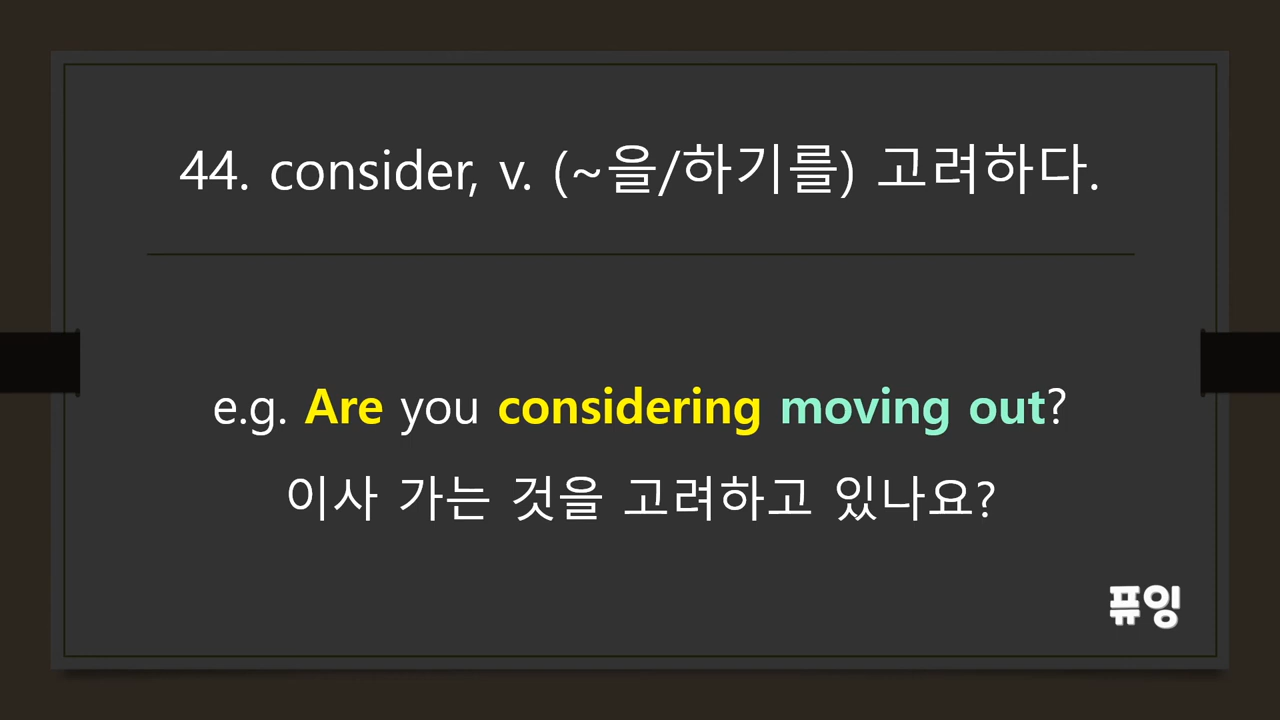 44. consider, v. (~을/하기를) 고려하다.
e.g. Are you considering moving out?
이사 가는 것을 고려하고 있나요?
퓨잉